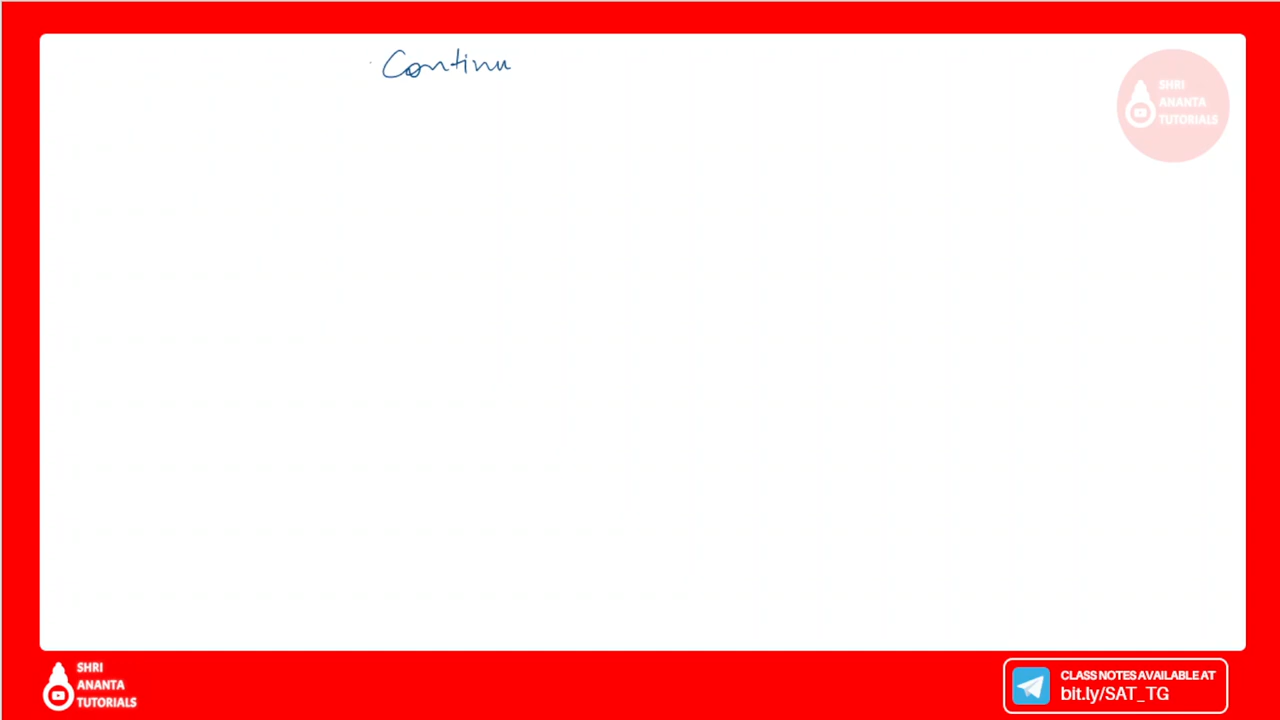 Continu
SHRI
ANANTA
TUTORIALS
SHRI
ANANTA
TUTORIALS
CLASS NOTES AVAILABLE AT
bit.ly/SAT_TG